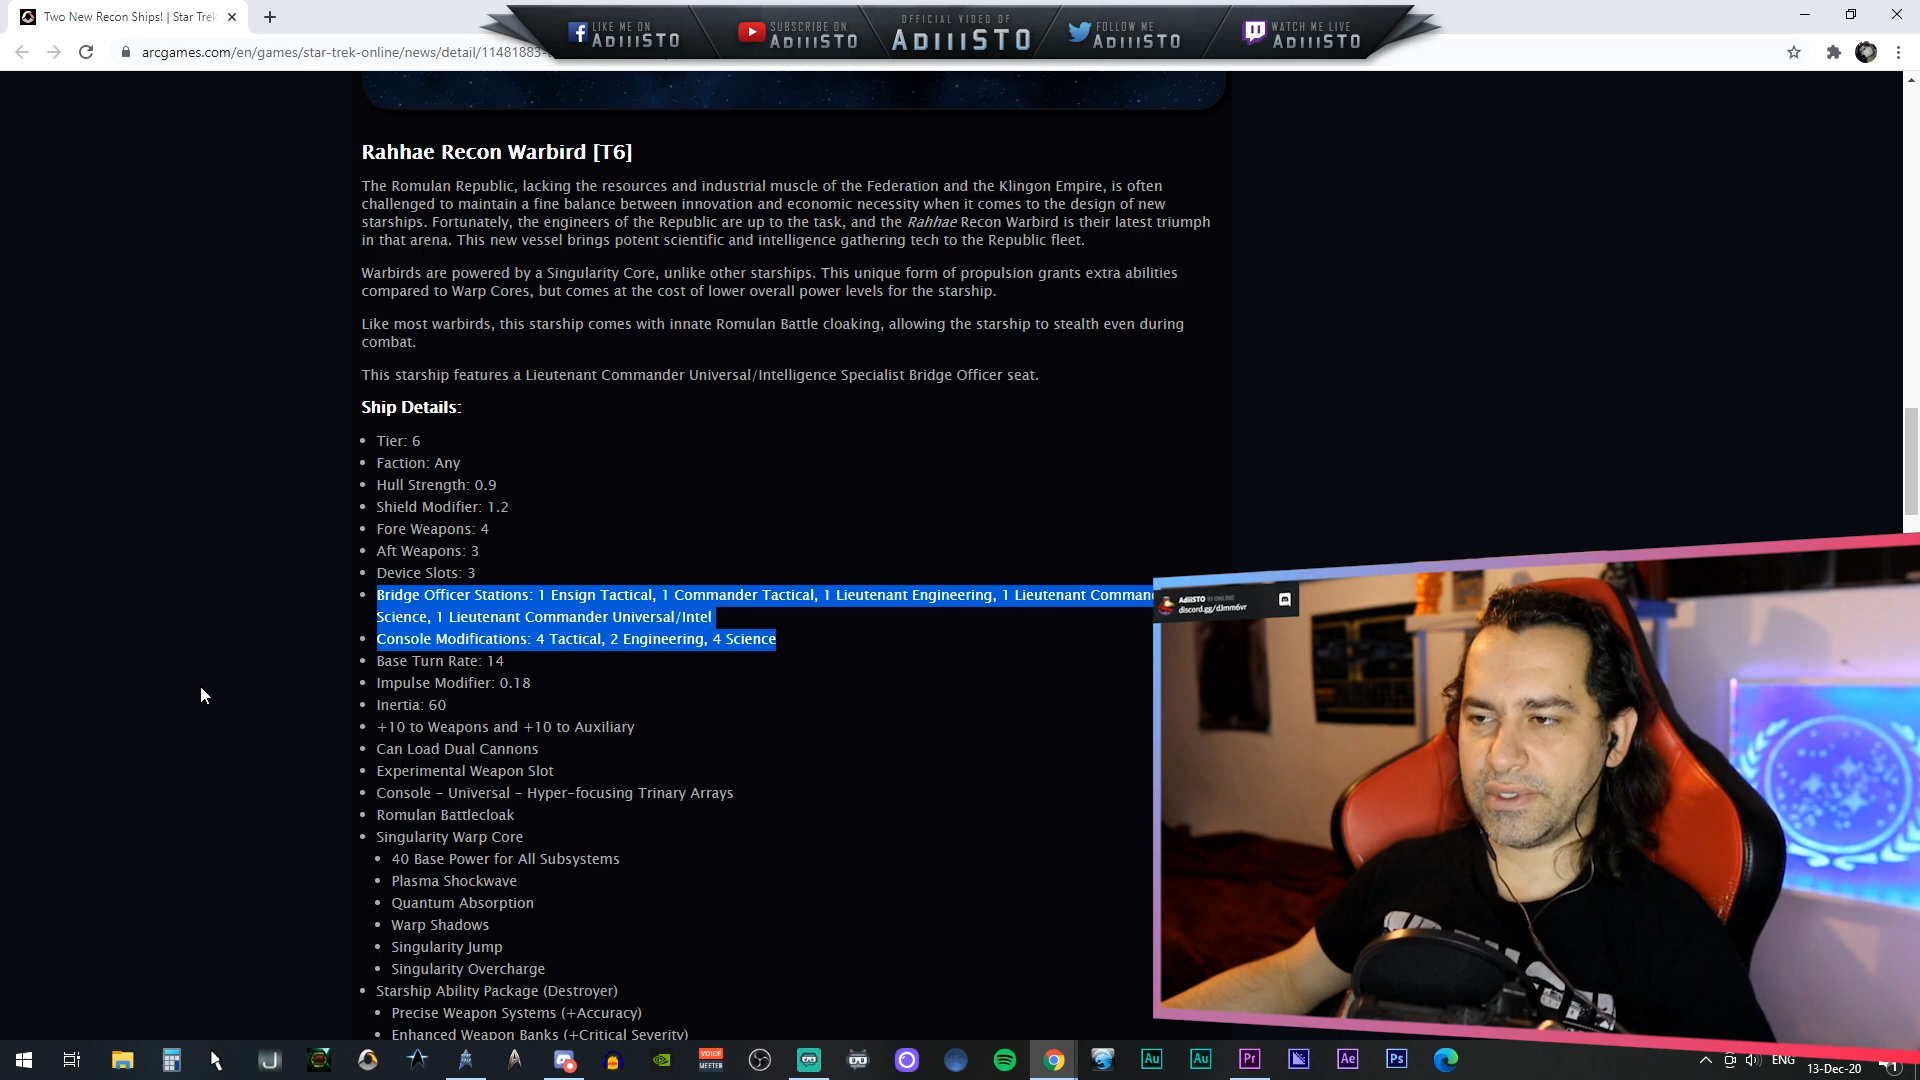 Two New Recon Ships! | Star Trek
LIKE ME ON
ADIIISTO
SUBSCRIBE ON
ADIIISTO
OFFICIAL VIDEO OF
ADIIISTO
FOLLOW ME
ADIIISTO
WATCH ME LIVE
ADIIISTO
arcgames.com/en/games/star-trek-online/news/detail/11481883-
Rahhae Recon Warbird [T6]
The Romulan Republic, lacking the resources and industrial muscle of the Federation and the Klingon Empire, is often
challenged to maintain a fine balance between innovation and economic necessity when it comes to the design of new
starships. Fortunately, the engineers of the Republic are up to the task, and the Rahhae Recon Warbird is their latest triumph
in that arena. This new vessel brings potent scientific and intelligence gathering tech to the Republic fleet.
Warbirds are powered by a Singularity Core, unlike other starships. This unique form of propulsion grants extra abilities
compared to Warp Cores, but comes at the cost of lower overall power levels for the starship.
Like most warbirds, this starship comes with innate Romulan Battle cloaking, allowing the starship to stealth even during
combat.
This starship features a Lieutenant Commander Universal/Intelligence Specialist Bridge Officer seat.
Ship Details:
• Tier: 6
• Faction: Any
• Hull Strength: 0.9
• Shield Modifier: 1.2
• Fore Weapons: 4
• Aft Weapons: 3
• Device Slots: 3
• Bridge Officer Stations: 1 Ensign Tactical, 1 Commander Tactical, 1 Lieutenant Engineering, 1 Lieutenant Comman
Science, 1 Lieutenant Commander Universal/Intel
• Console Modifications: 4 Tactical, 2 Engineering, 4 Science
• Base Turn Rate: 14
• Impulse Modifier: 0.18
• Inertia: 60
• +10 to Weapons and +10 to Auxiliary
• Can Load Dual Cannons
• Experimental Weapon Slot
• Console - Universal - Hyper-focusing Trinary Arrays
• Romulan Battlecloak
• Singularity Warp Core
• 40 Base Power for All Subsystems
• Plasma Shockwave
• Quantum Absorption
• Warp Shadows
• Singularity Jump
• Singularity Overcharge
• Starship Ability Package (Destroyer)
• Precise Weapon Systems (+Accuracy)
• Enhanced Weapon Banks (+Critical Severity)
AdiiSTO
discord.gg/dJmm6vr
VOICE
MEETER
Au
Au
Pr
Ae
Ps
ENG
13-Dec-20
1